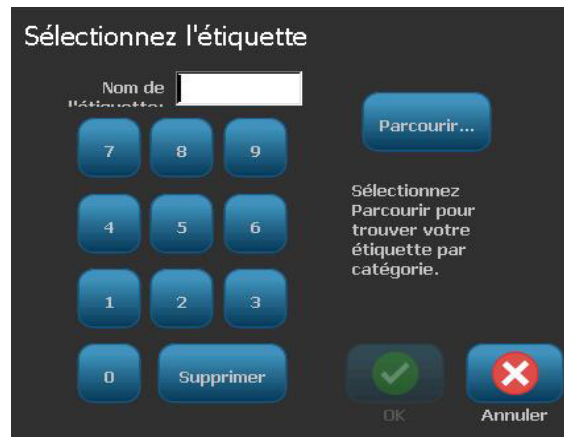 Sélectionnez l'étiquette
Nom de
l'étiquette:
Parcourir...
7 8 9
4 5 6
1 2 3
0 Supprimer
Sélectionnez
Parcourir pour
trouver votre
étiquette par
catégorie.
OK
Annuler